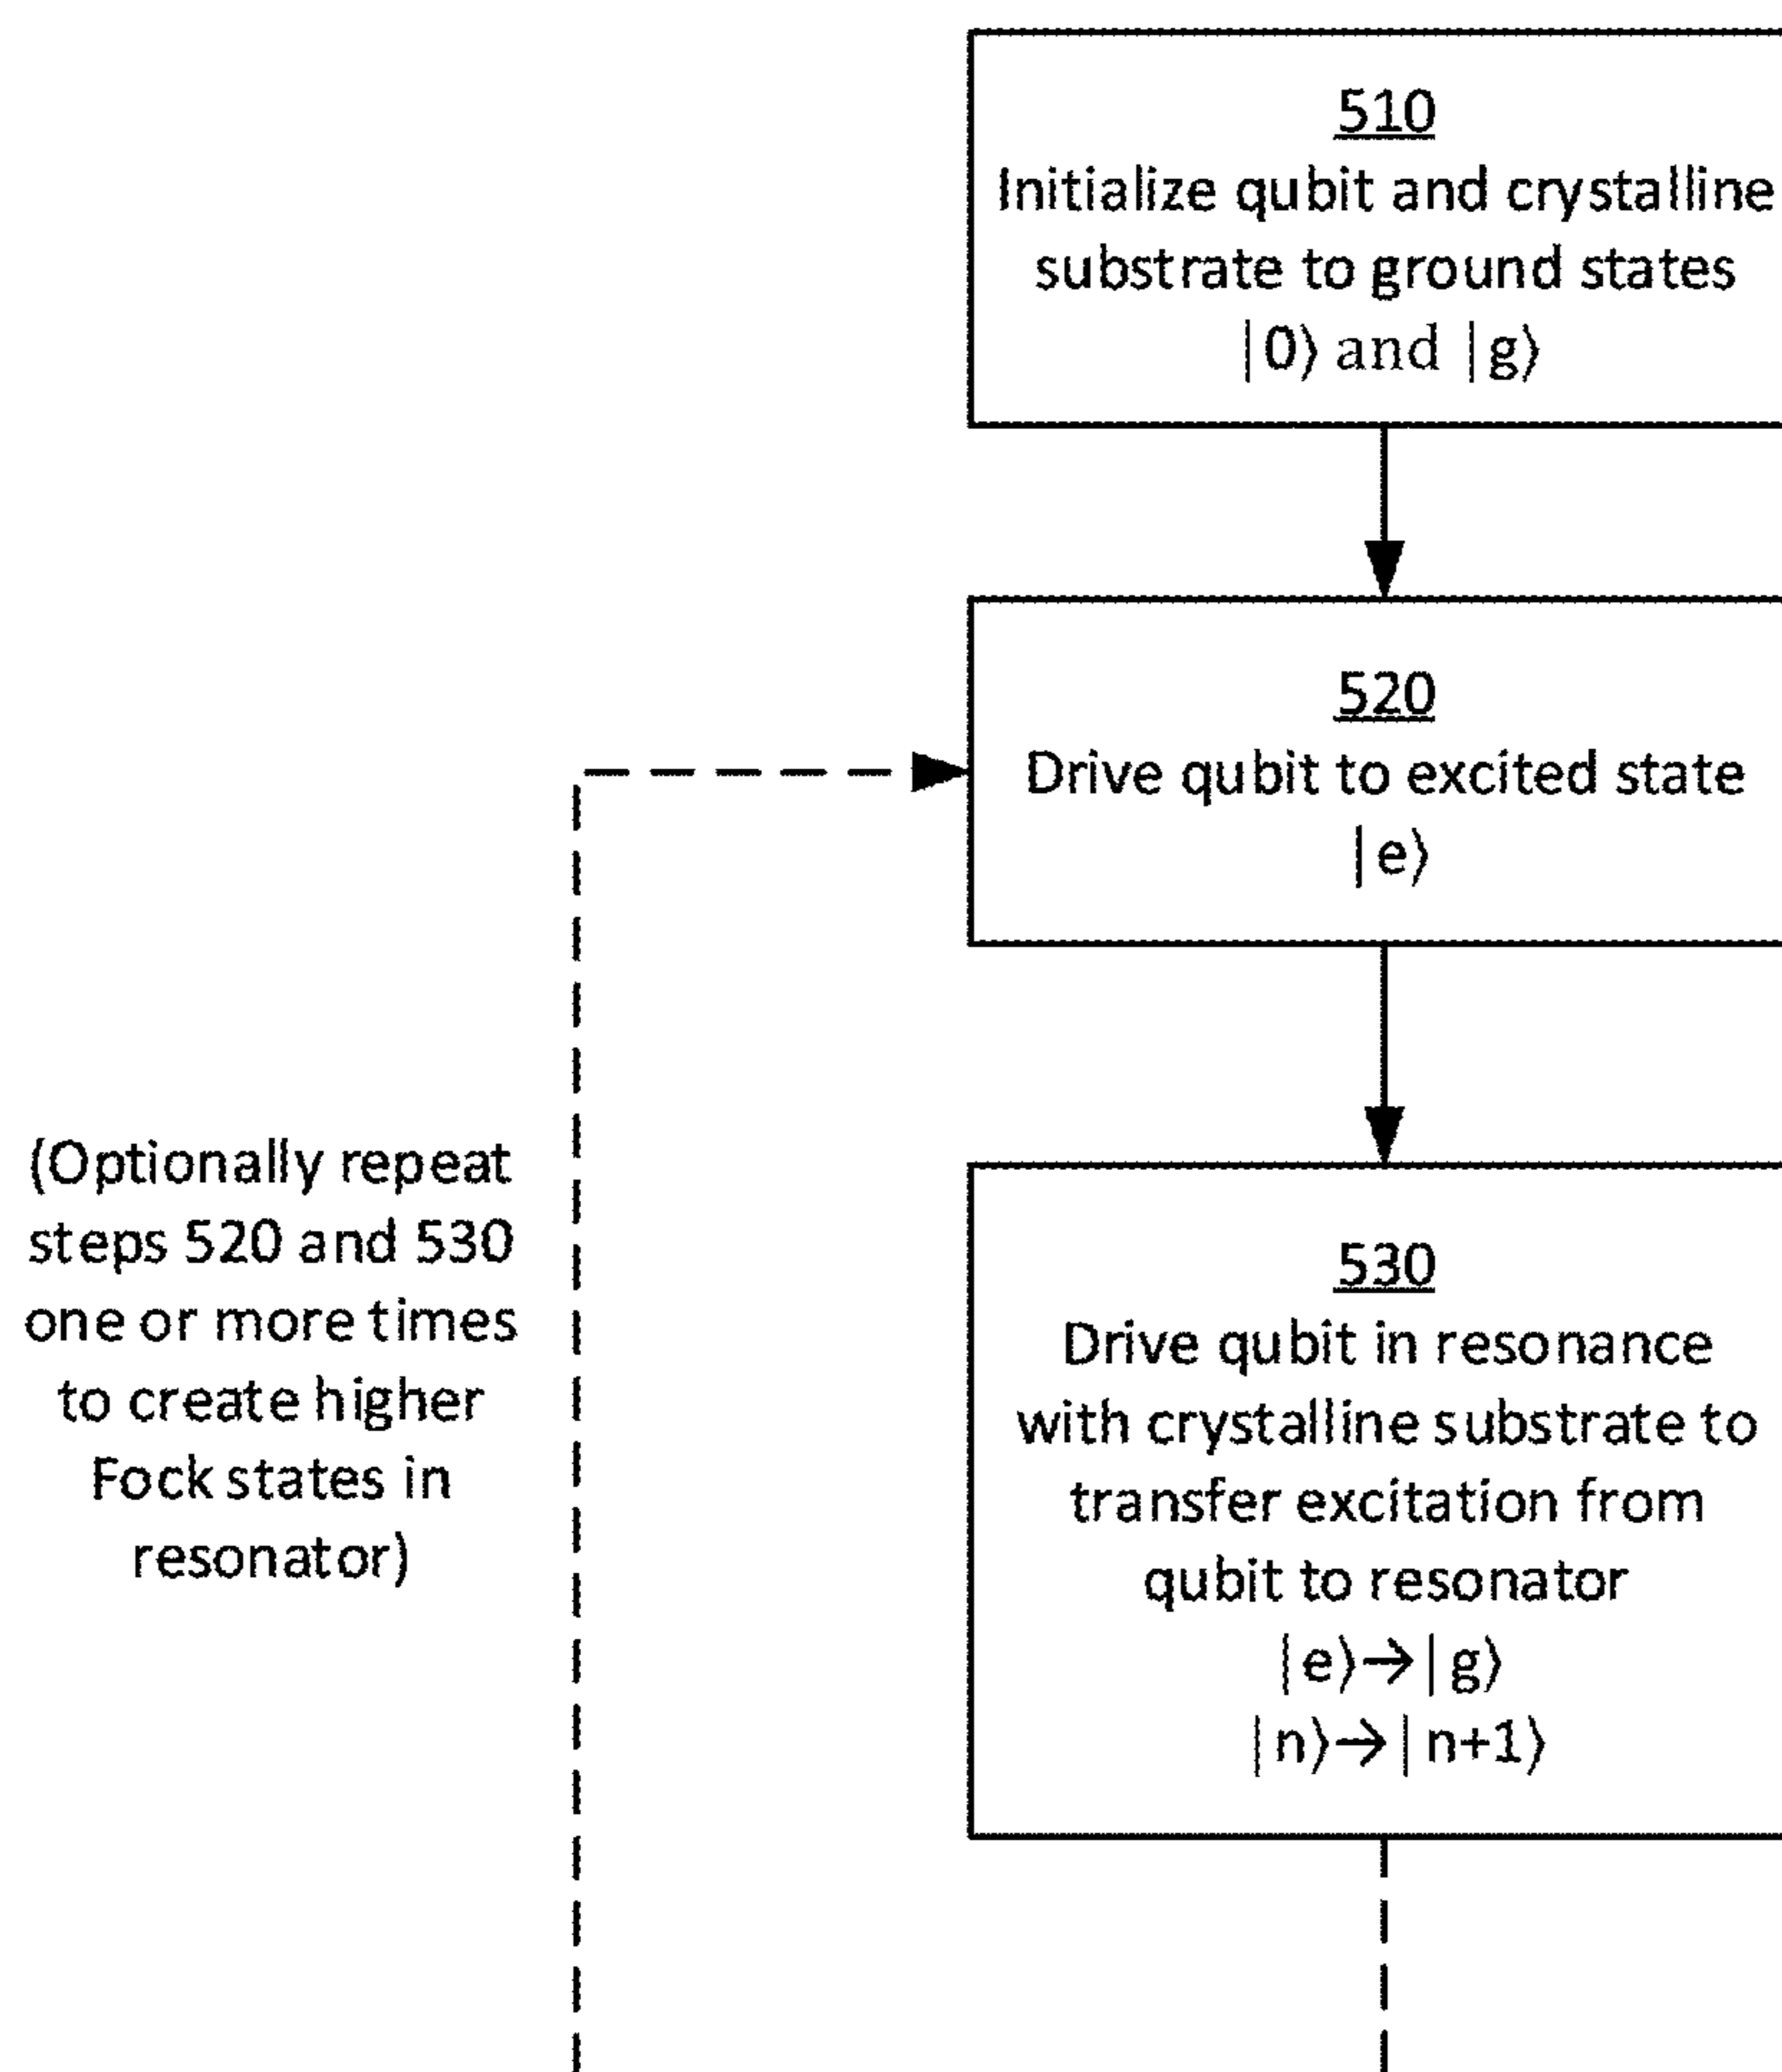 510
Initialize qubit and crystalline
substrate to ground states
|0⟩ and |g⟩
520
Drive qubit to excited state
|e⟩
(Optionally repeat
steps 520 and 530
one or more times
to create higher
Fock states in
resonator)
530
Drive qubit in resonance
with crystalline substrate to
transfer excitation from
qubit to resonator
|e⟩→|g⟩
|n⟩→|n+1⟩